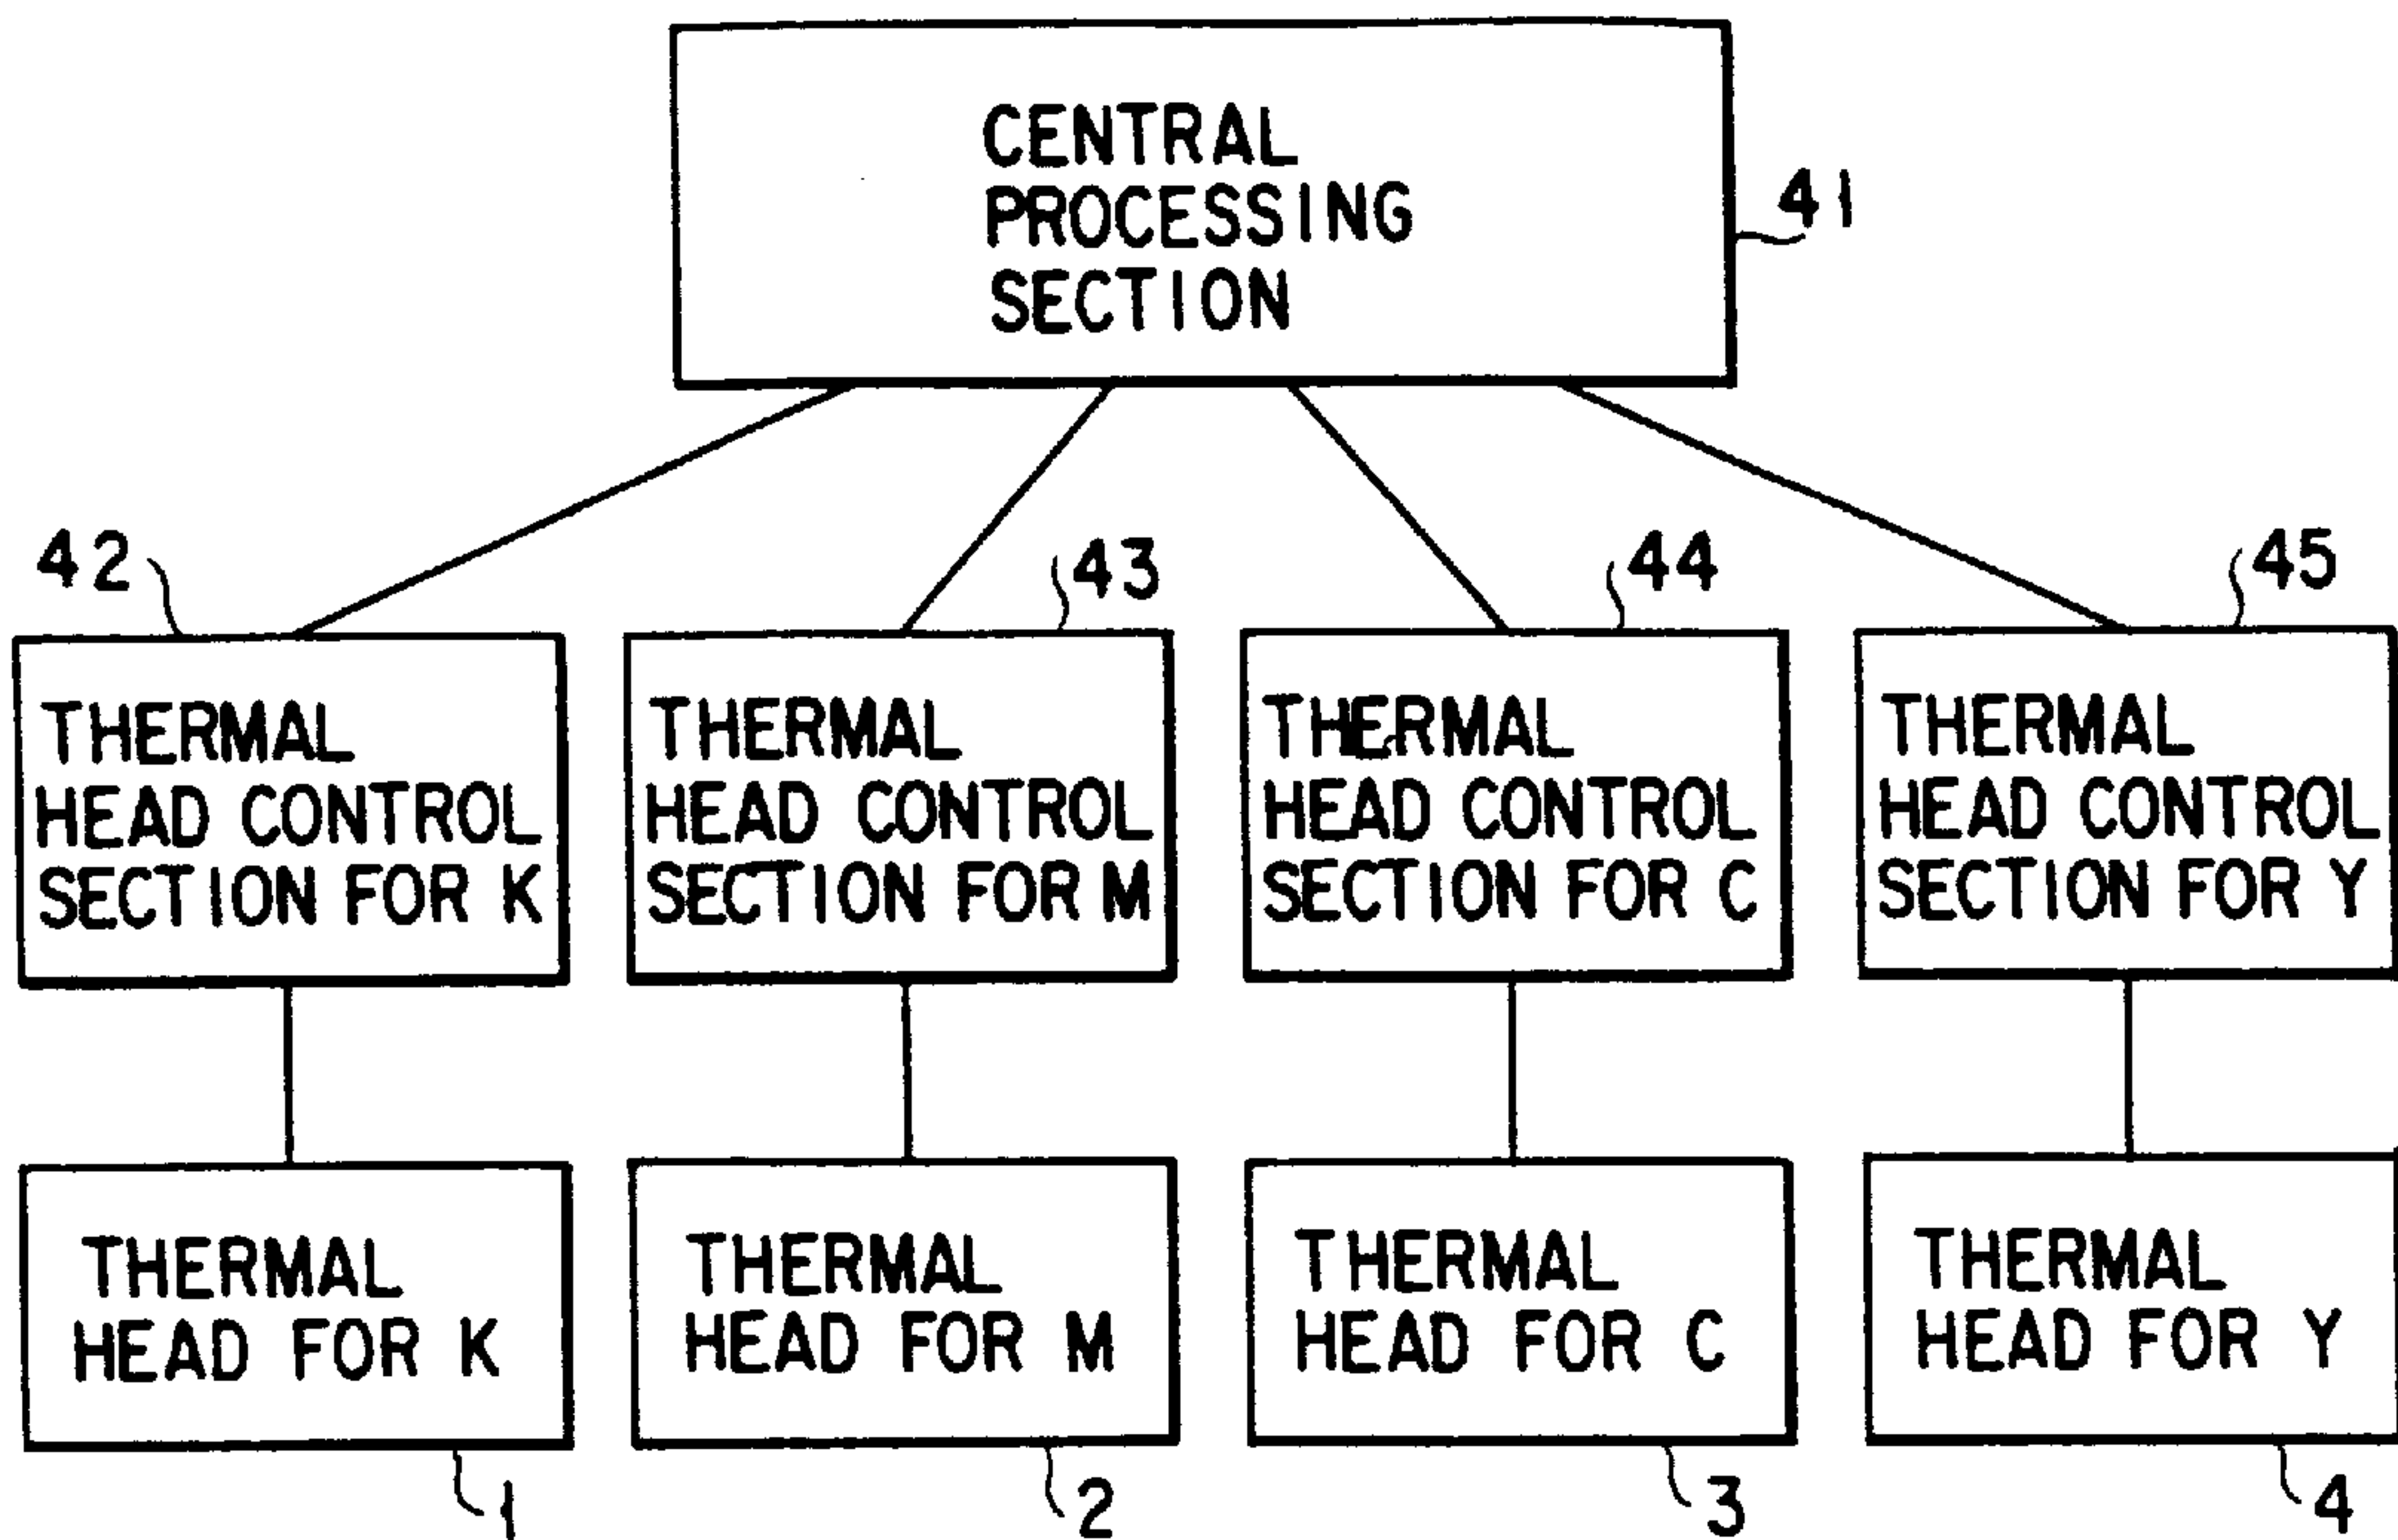 CENTRAL
PROCESSING
SECTION
41
42
43
44
45
THERMAL
HEAD CONTROL
SECTION FOR K
THERMAL
HEAD CONTROL
SECTION FOR M
THERMAL
HEAD CONTROL
SECTION FOR C
THERMAL
HEAD CONTROL
SECTION FOR Y
THERMAL
HEAD FOR K
THERMAL
HEAD FOR M
THERMAL
HEAD FOR C
THERMAL
HEAD FOR Y
1
2
3
4